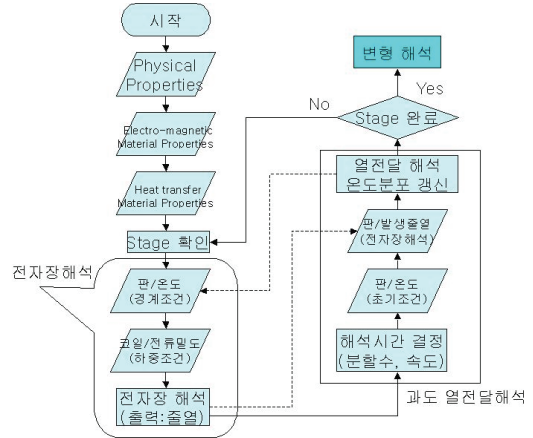 시작
Physical
Properties
Electro-magnetic
Material Properties
Heat transfer
Material Properties
Stage 확인
전자장해석
판/온도
(경계조건)
코일/전류밀도
(하중조건)
전자장 해석
(출력:줄열)
변형 해석
Yes
No
Stage 완료
열전달 해석
온도분포 갱신
판/발생줄열
(전자장해석)
판/온도
(초기조건)
해석시간 결정
(분할수, 속도)
과도 열전달해석